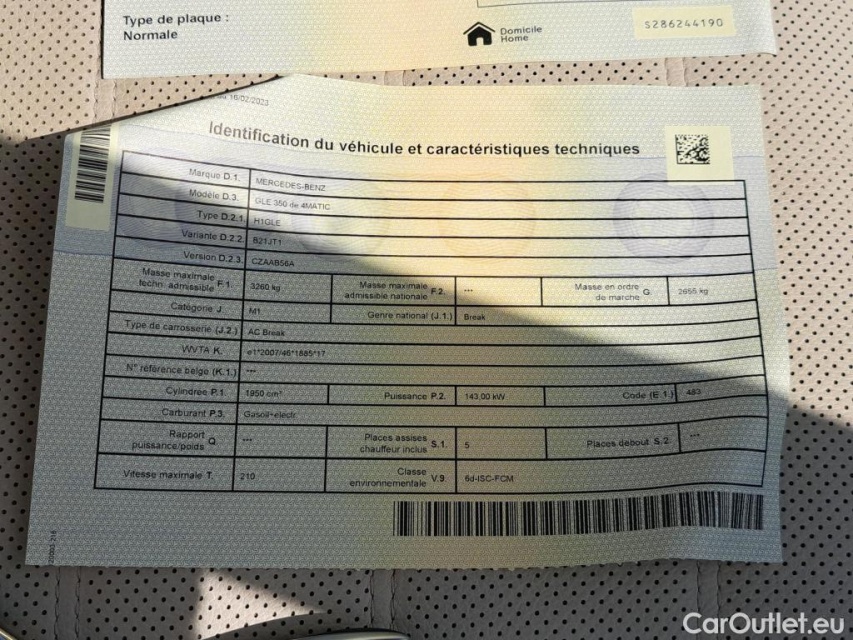 Type de plaque :
Normale
Domicile
Home
S286244190
au 16/02/2023
Identification du véhicule et caractéristiques techniques
Marque D.1. MERCEDES-BENZ
Modèle D.3. GLE 350 de 4MATIC
Type D.2.1. H1GLE
Variante D.2.2. B21JT1
Version D.2.3. CZAAB56A
Masse maximale techn. admissible F.1. 3260 kg Masse maximale admissible nationale F.2. --- Masse en ordre de marche G. 2655 kg
Catégorie J. M1 Genre national (J.1.) Break
Type de carrosserie (J.2.) AC Break
WVTA K. e1*2007/46*1885*17
N° référence belge (K.1.) ---
Cylindrée P.1. 1950 cm³ Puissance P.2. 143,00 kW Code (E.1.) 483
Carburant P.3. Gasoil+électr
Rapport puissance/poids Q. --- Places assises chauffeur inclus S.1. 5 Places debout S.2. ---
Vitesse maximale T. 210 Classe environnementale V.9. 6d-ISC-FCM
CarOutlet.eu